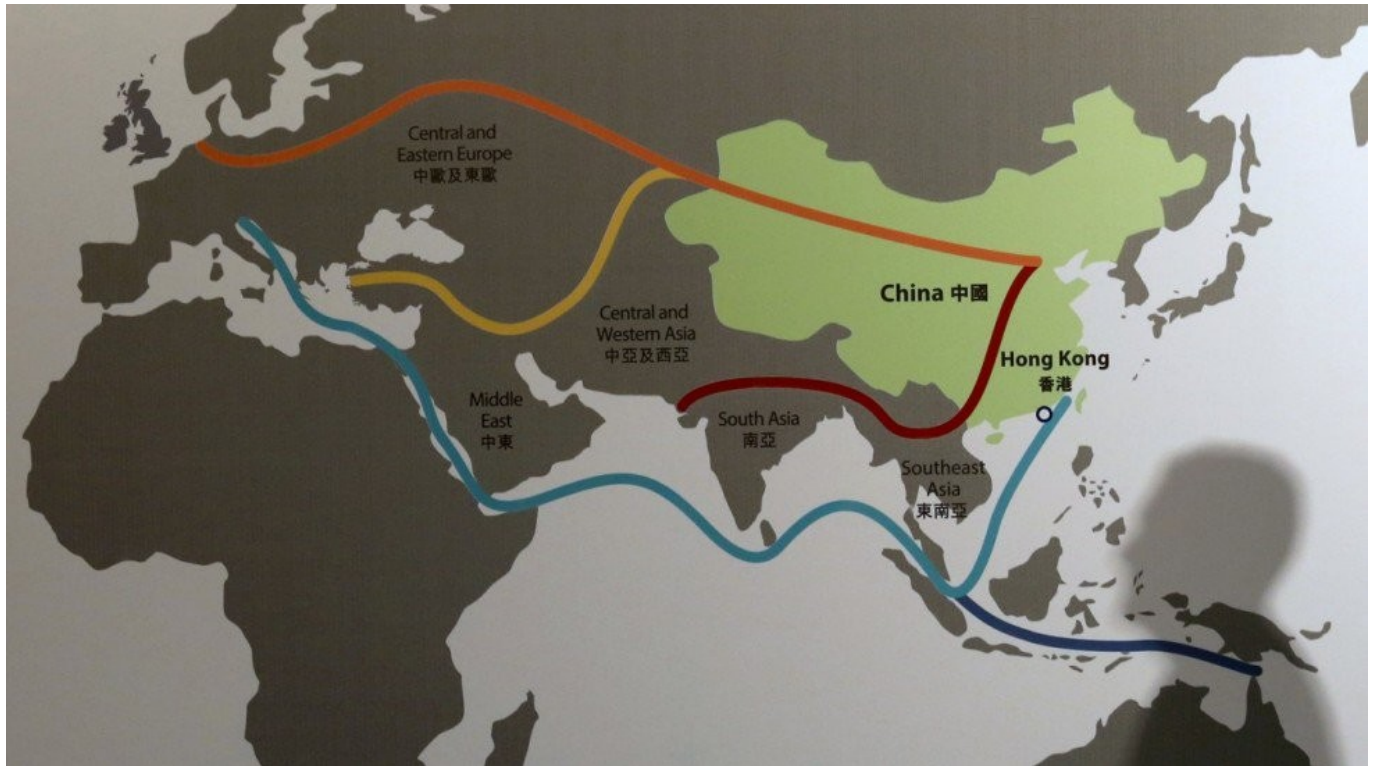 Central and
Eastern Europe
中歐及東歐
China 中國
Central and
Western Asia
中亞及西亞
Hong Kong
香港
Middle
East
中東
South Asia
南亞
Southeast
Asia
東南亞